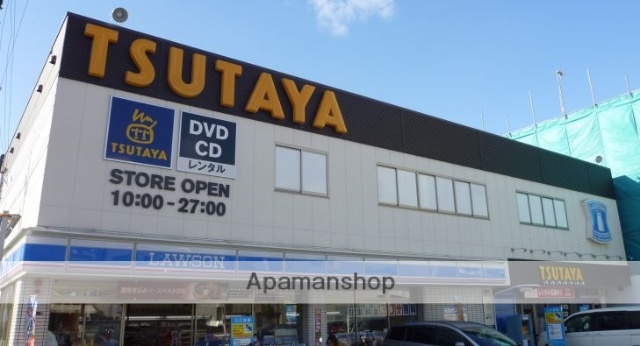 TSUTAYA
TSUTAYA
DVD
CD
レンタル
STORE OPEN
10:00-27:00
LAWSON
TSUTAYA
Apamanshop